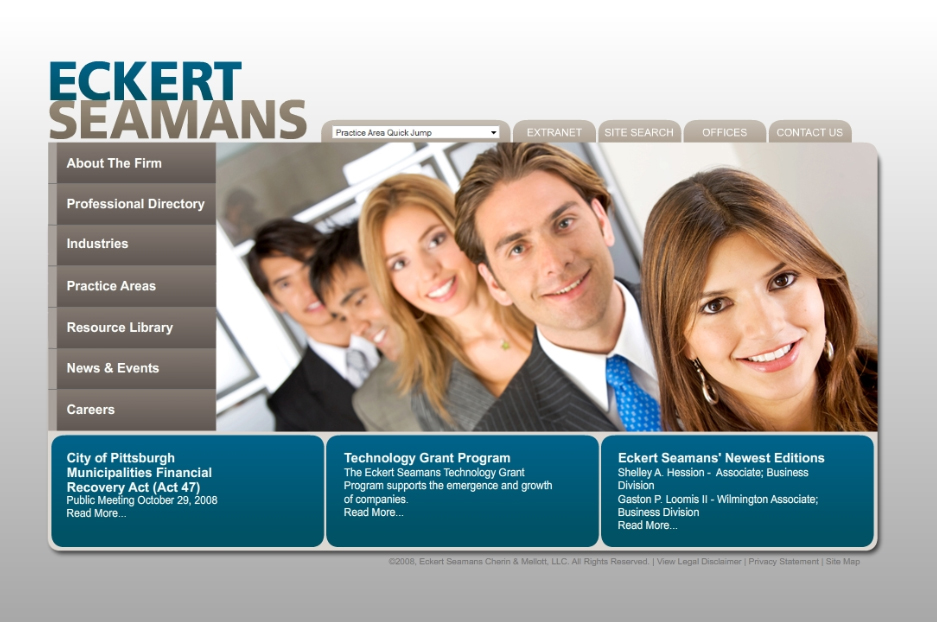 ECKERT
SEAMANS
Practice Area Quick Jump
EXTRANET
SITE SEARCH
OFFICES
CONTACT US
About The Firm
Professional Directory
Industries
Practice Areas
Resource Library
News & Events
Careers
City of Pittsburgh
Municipalities Financial
Recovery Act (Act 47)
Public Meeting October 29, 2008
Read More...
Technology Grant Program
The Eckert Seamans Technology Grant
Program supports the emergence and growth
of companies.
Read More...
Eckert Seamans' Newest Editions
Shelley A. Hession - Associate; Business
Division
Gaston P. Loomis II - Wilmington Associate;
Business Division
Read More...
©2008, Eckert Seamans Cherin & Mellott, LLC. All Rights Reserved. | View Legal Disclaimer | Privacy Statement | Site Map